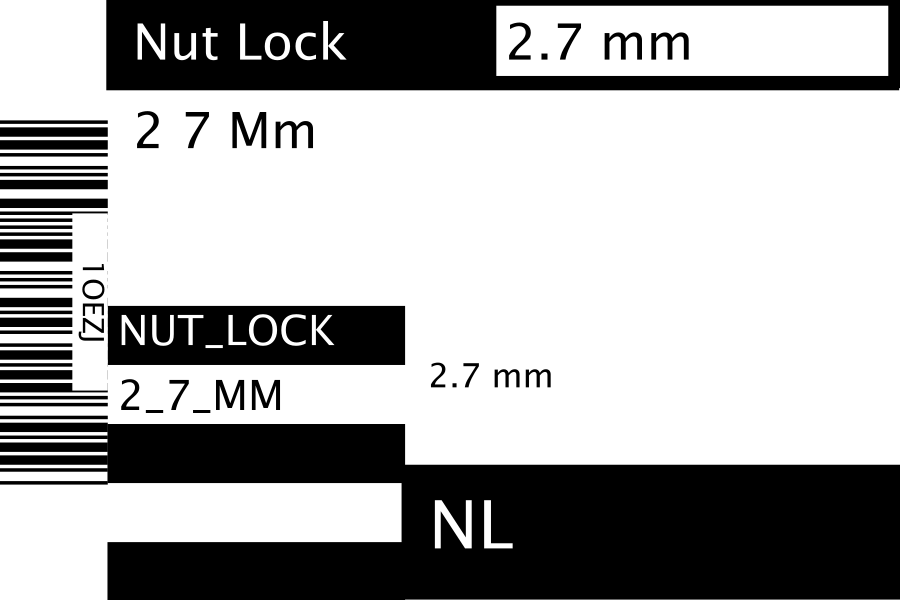 Nut Lock
2.7 mm
2 7 Mm
1OEZJ
NUT_LOCK
2_7_MM
2.7 mm
NL